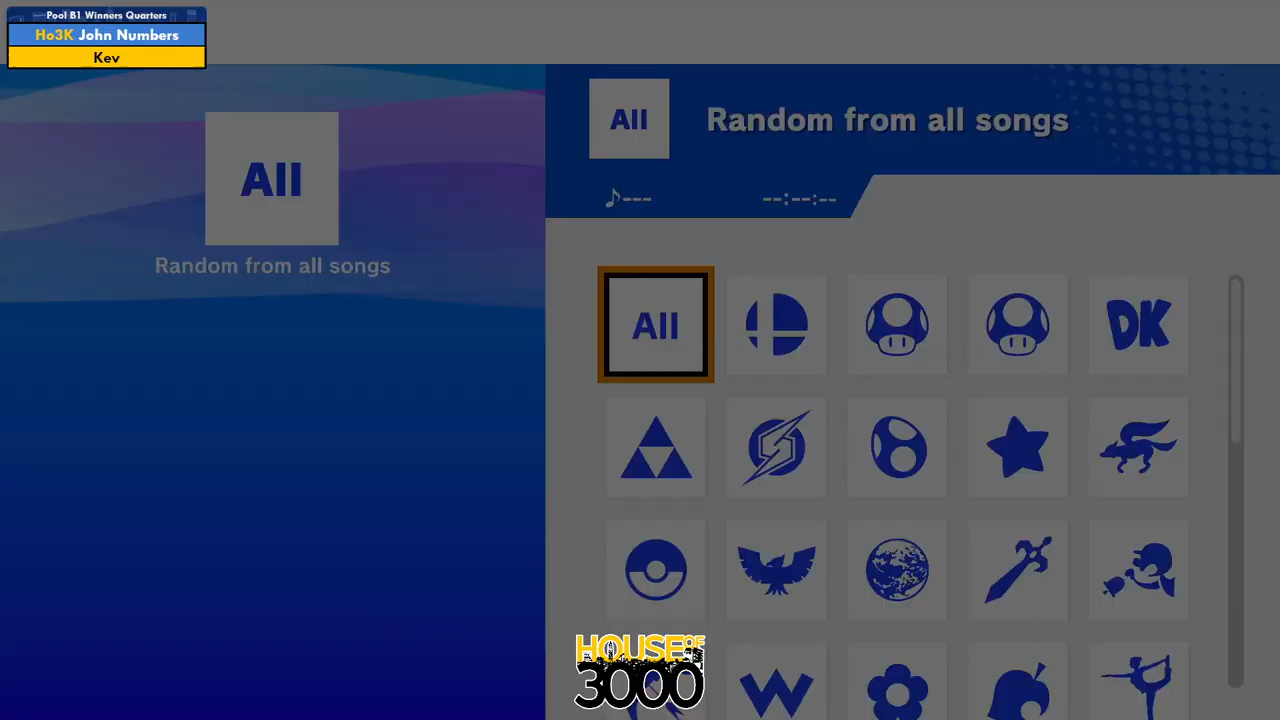 Pool B1 Winners Quarters
Ho3K John Numbers
Kev
All
Random from all songs
All
Random from all songs
♪---
--:--:--
All
DK
W
HOUSE OF
3000